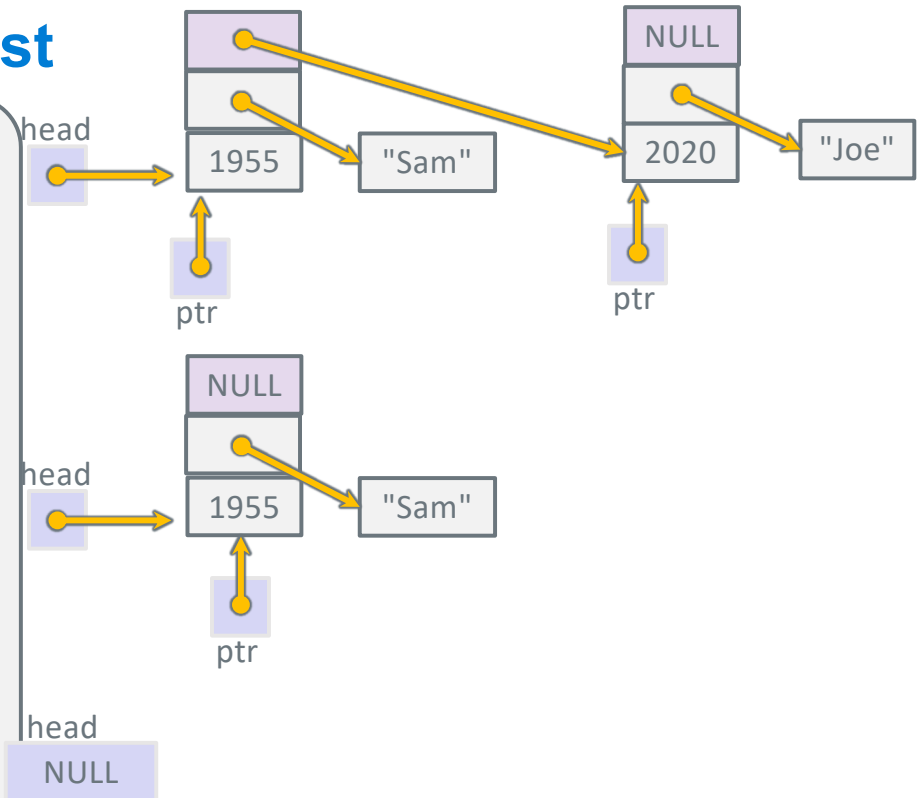 st
NULL
head
1955
"Sam"
2020
"Joe"
ptr
ptr
NULL
head
1955
"Sam"
ptr
head
NULL